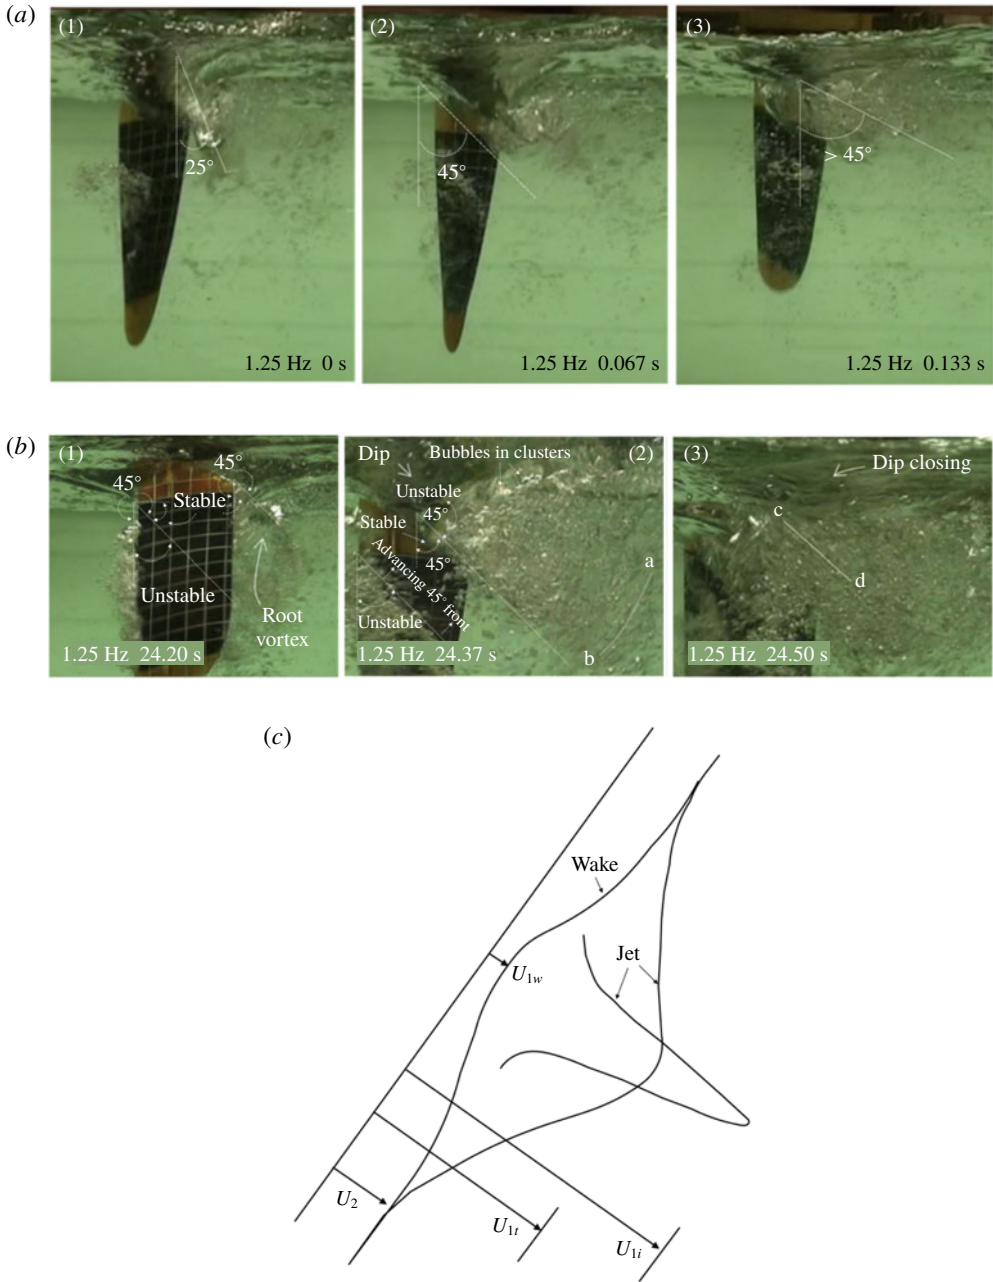 (a)
(1)
25°
1.25 Hz 0 s
(2)
45°
1.25 Hz 0.067 s
(3)
> 45°
1.25 Hz 0.133 s
(b)
(1)
45°
45°
Stable
Unstable
Root
vortex
1.25 Hz 24.20 s
Dip
Bubbles in clusters
(2)
Unstable
45°
Stable
45°
Advancing 45° front
Unstable
a
b
1.25 Hz 24.37 s
(3)
Dip closing
c
d
1.25 Hz 24.50 s
(c)
Wake
Jet
U1w
U2
U1t
U1i